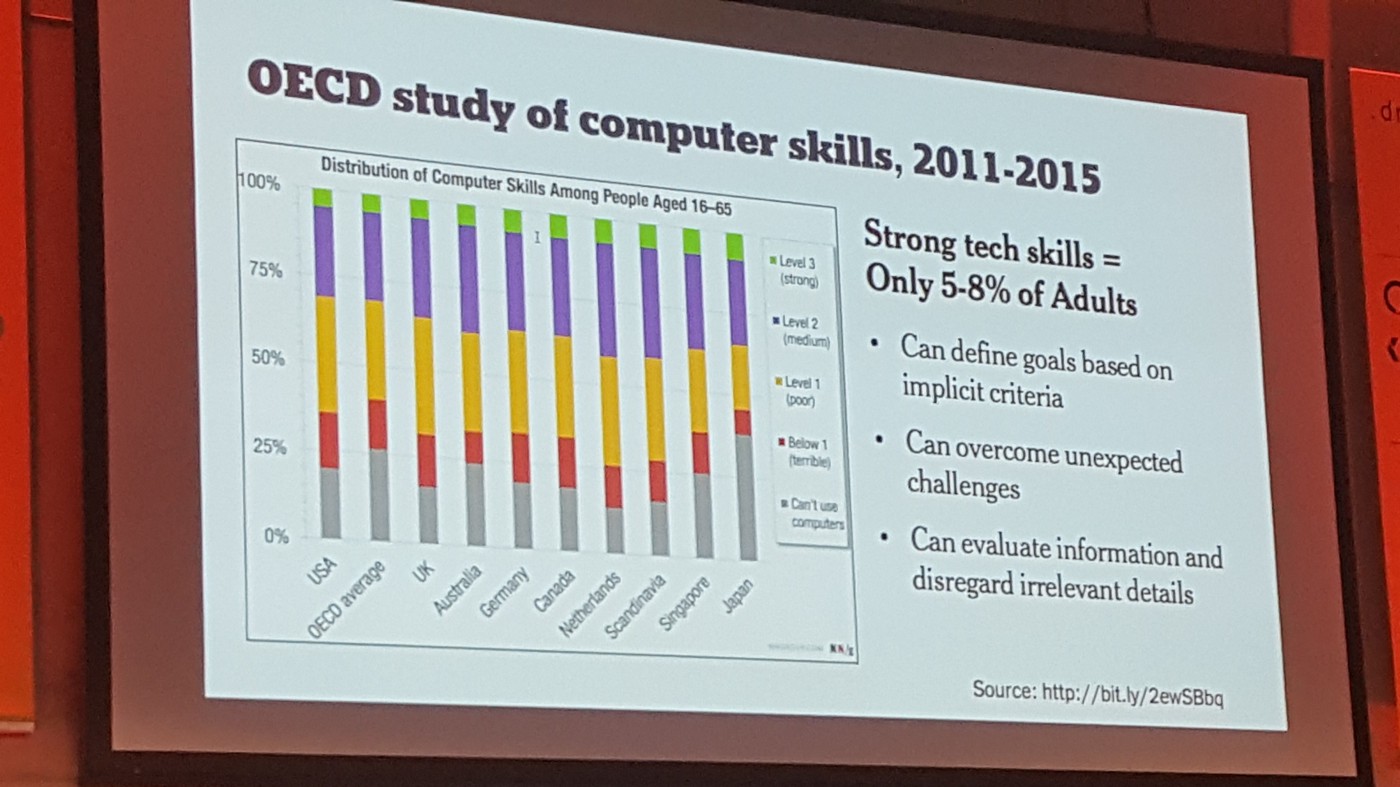 OECD study of computer skills, 2011-2015
Distribution of Computer Skills Among People Aged 16–65
100%
75%
50%
25%
0%
USA
OECD average
UK
Australia
Germany
Canada
Netherlands
Scandinavia
Singapore
Japan
Level 3
(strong)
Level 2
(medium)
Level 1
(poor)
Below 1
(terrible)
Can't use
computers
Strong tech skills =
Only 5-8% of Adults
• Can define goals based on
implicit criteria
• Can overcome unexpected
challenges
• Can evaluate information and
disregard irrelevant details
Source: http://bit.ly/2ewSBbq